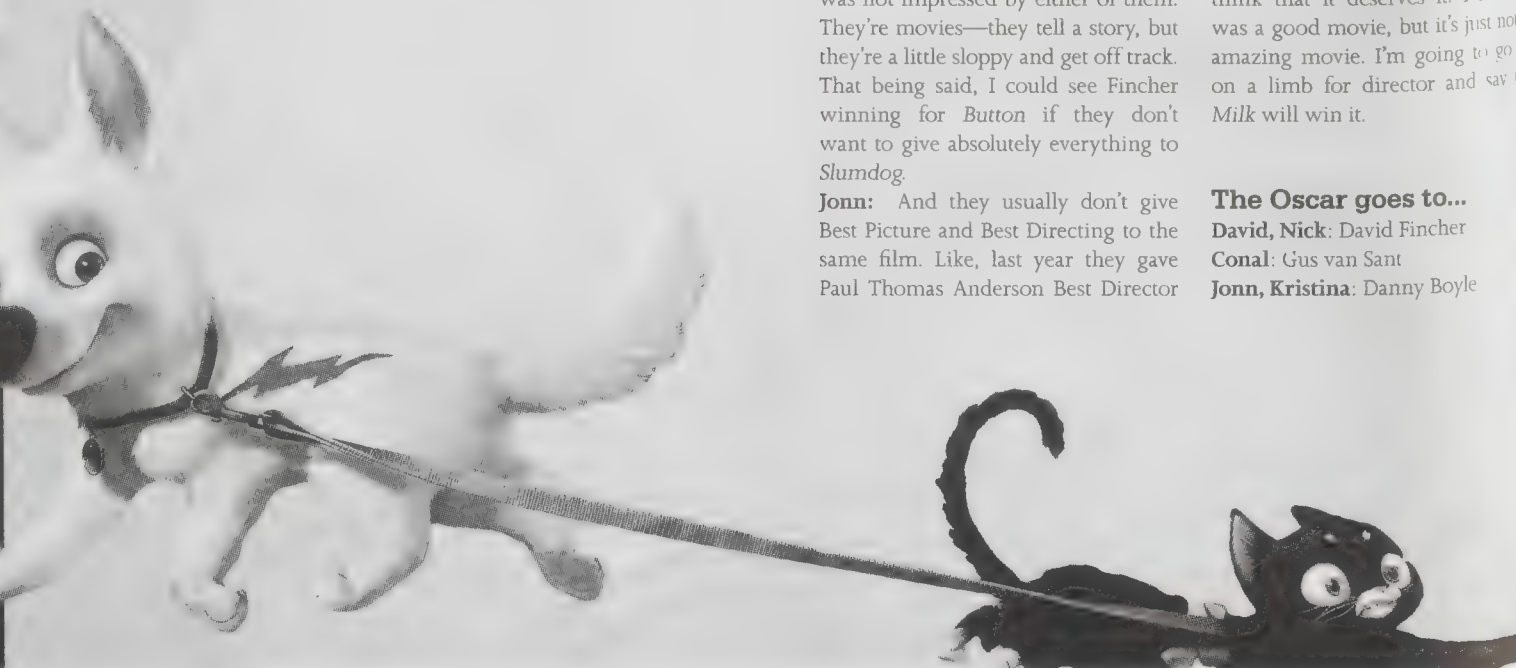 was not impressed by either of them.
They're movies—they tell a story, but
they're a little sloppy and get off track.
That being said, I could see Fincher
winning for Button if they don't
want to give absolutely everything to
Slumdog.
Jonn: And they usually don't give
Best Picture and Best Directing to the
same film. Like, last year they gave
Paul Thomas Anderson Best Director
think that it deserves it.
was a good movie, but it's just not
amazing movie. I'm going to go
on a limb for director and say
Milk will win it.
The Oscar goes to...
David, Nick: David Fincher
Conal: Gus van Sant
Jonn, Kristina: Danny Boyle